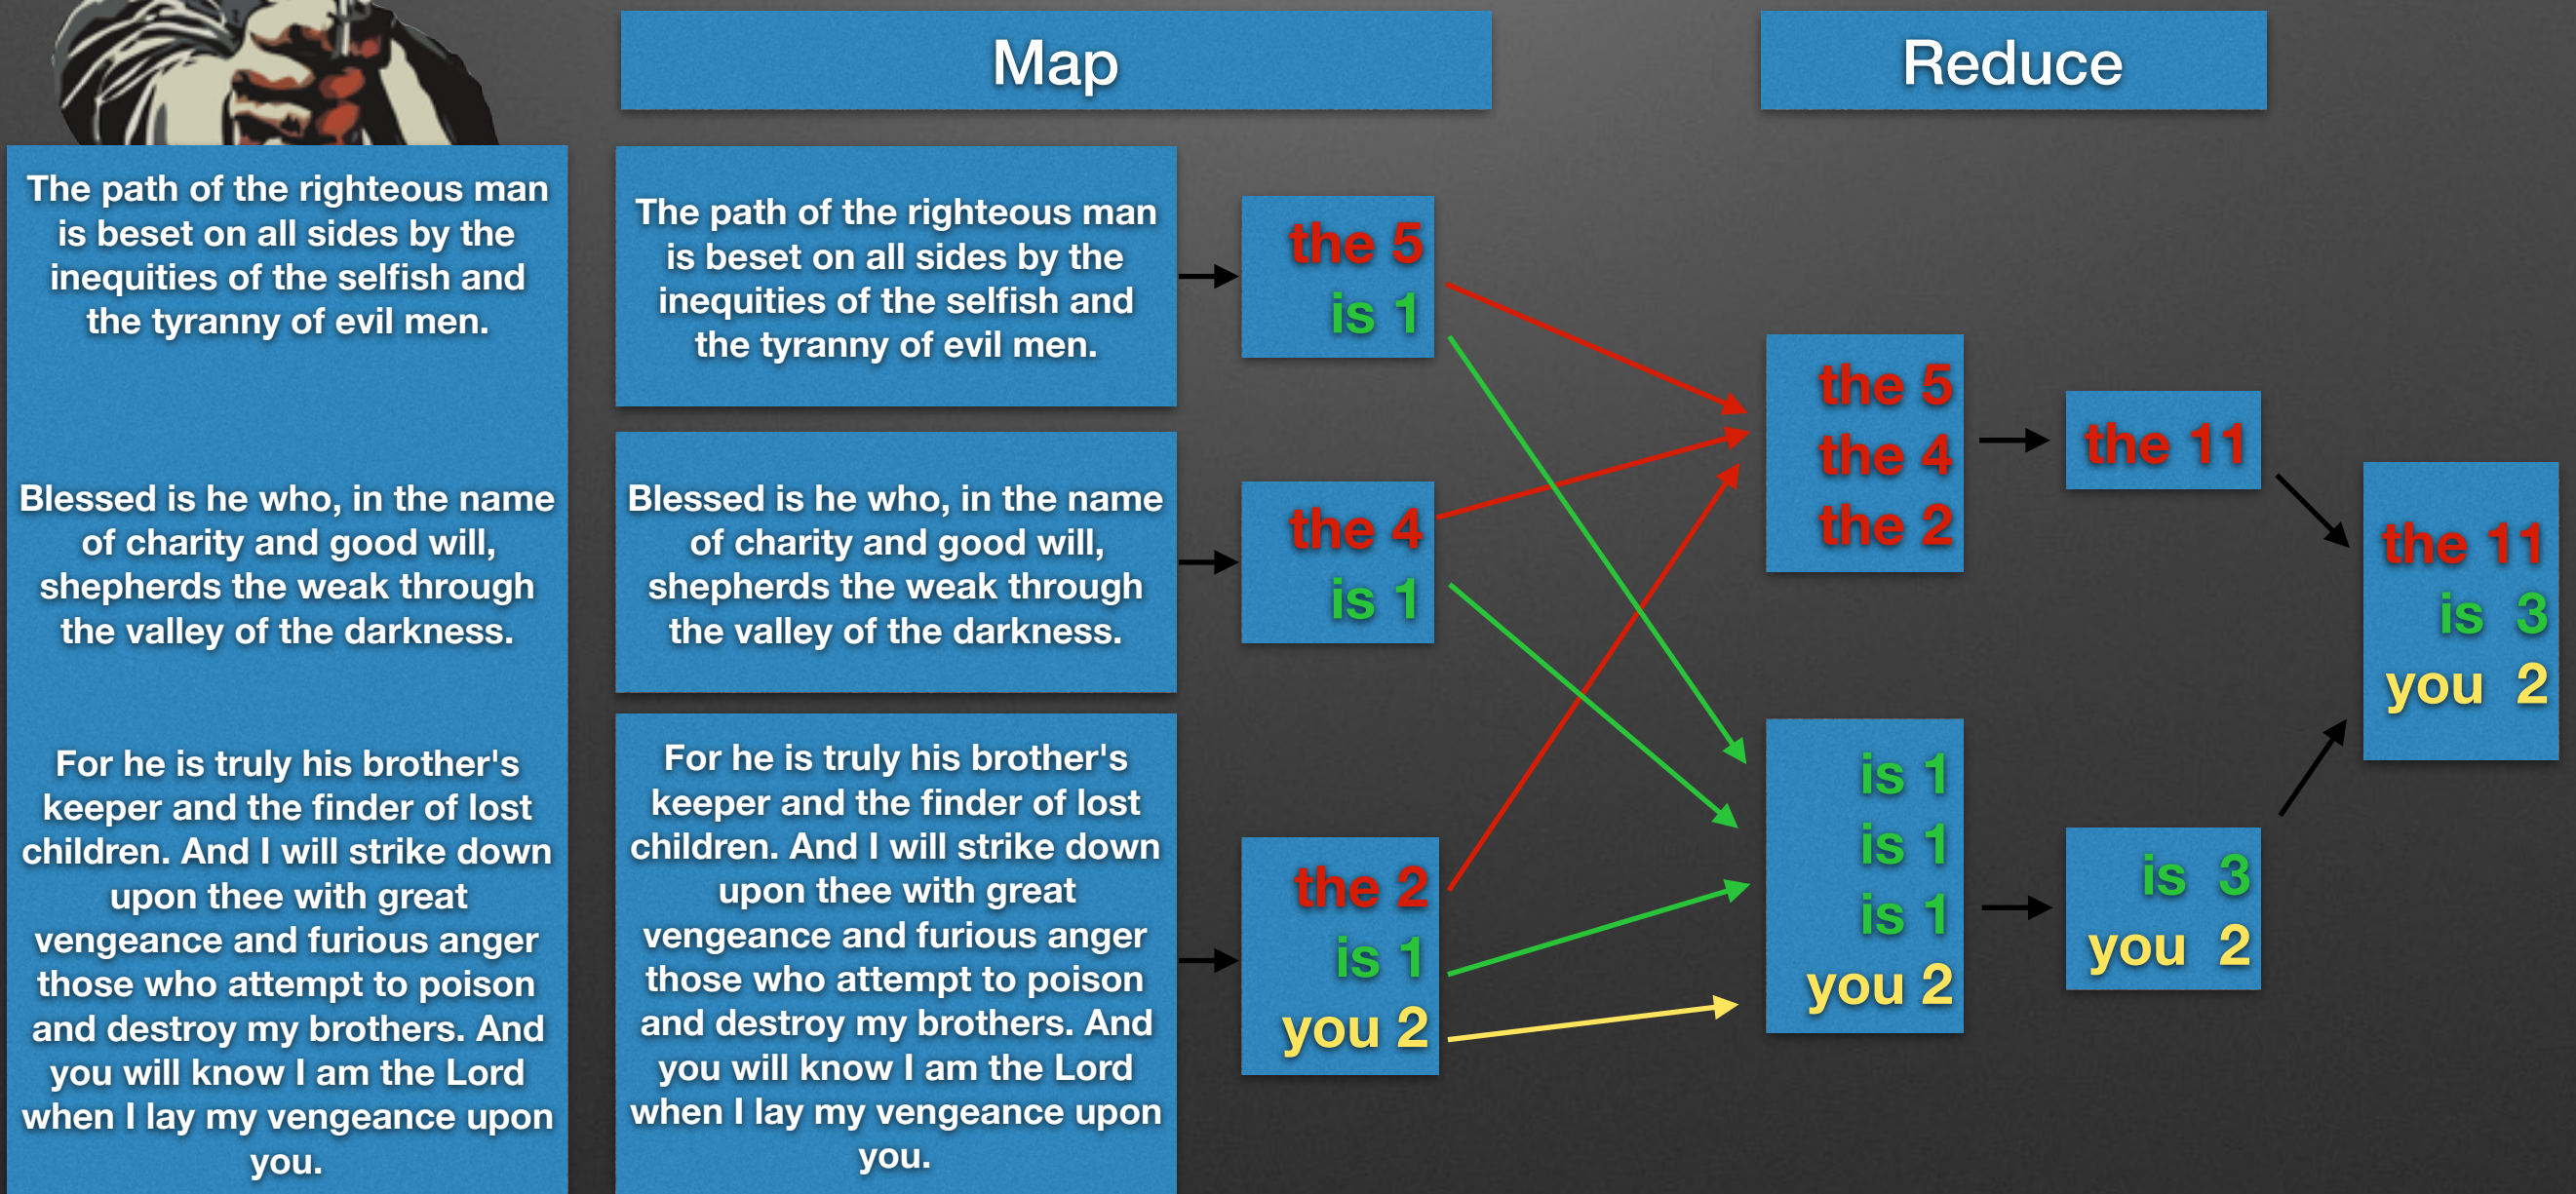 Map
Reduce
The path of the righteous man
is beset on all sides by the
inequities of the selfish and
the tyranny of evil men.
Blessed is he who, in the name
of charity and good will,
shepherds the weak through
the valley of the darkness.
For he is truly his brother's
keeper and the finder of lost
children. And I will strike down
upon thee with great
vengeance and furious anger
those who attempt to poison
and destroy my brothers. And
you will know I am the Lord
when I lay my vengeance upon
you.
The path of the righteous man
is beset on all sides by the
inequities of the selfish and
the tyranny of evil men.
Blessed is he who, in the name
of charity and good will,
shepherds the weak through
the valley of the darkness.
For he is truly his brother's
keeper and the finder of lost
children. And I will strike down
upon thee with great
vengeance and furious anger
those who attempt to poison
and destroy my brothers. And
you will know I am the Lord
when I lay my vengeance upon
you.
the 5
is 1
the 4
is 1
the 2
is 1
you 2
the 5
the 4
the 2
is 1
is 1
is 1
you 2
the 11
is 3
you 2
the 11
is 3
you 2